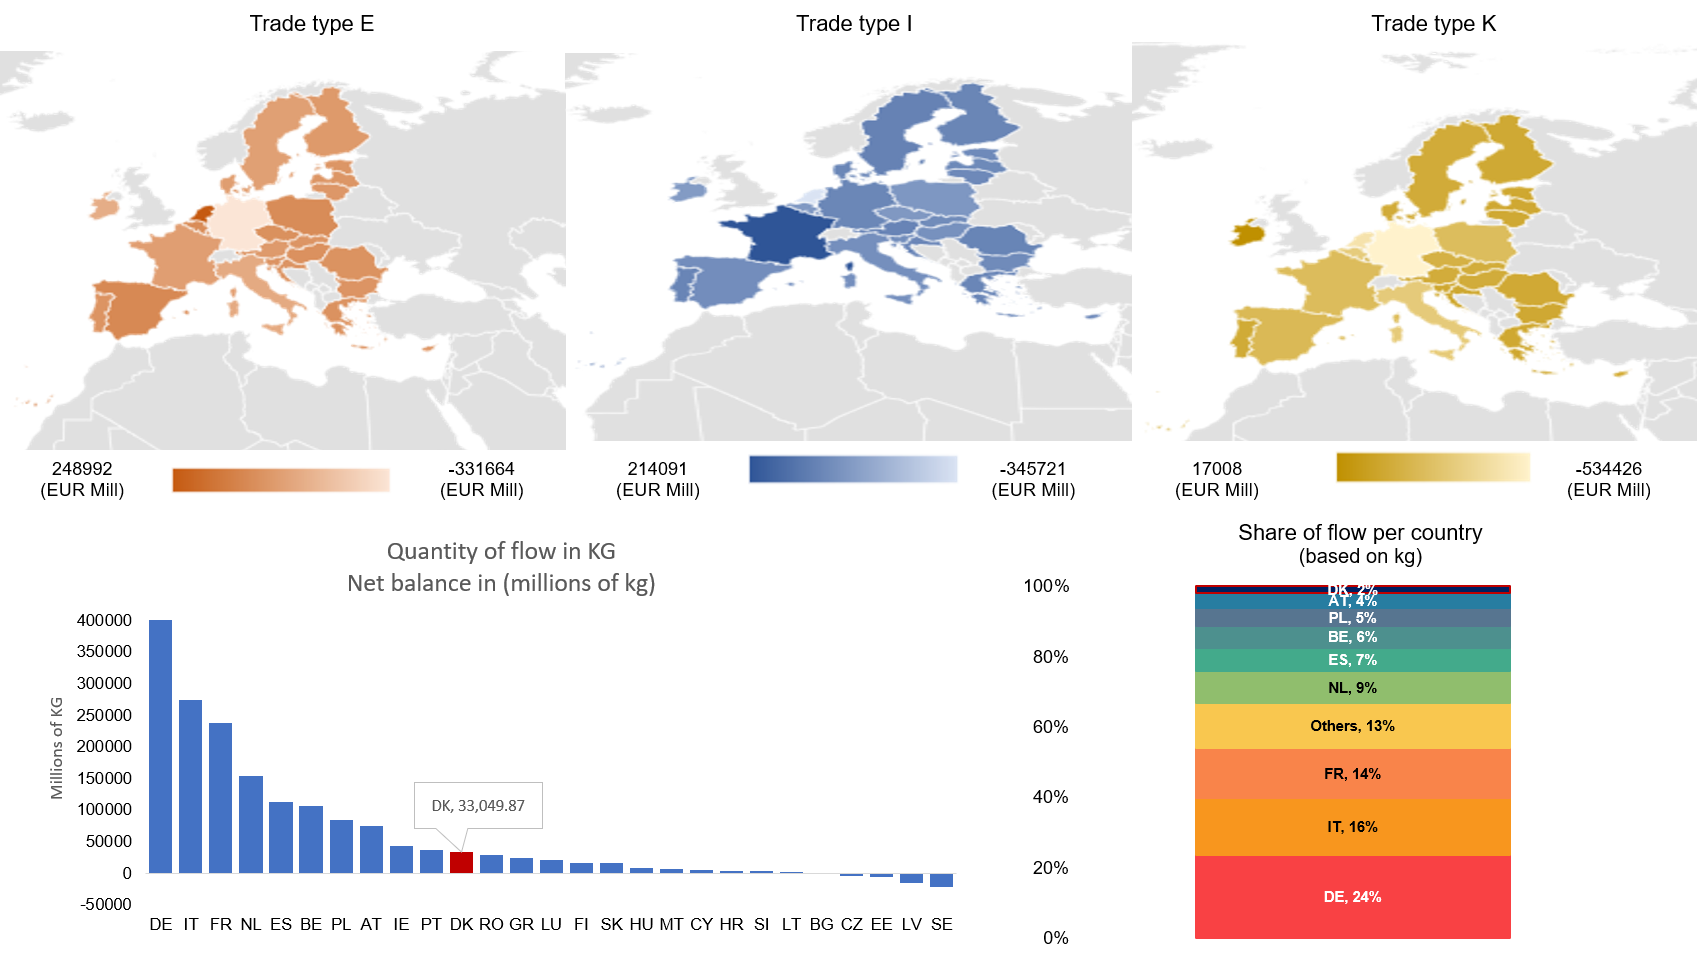 Trade type E
Trade type I
Trade type K
248992
(EUR Mill)
-331664
(EUR Mill)
214091
(EUR Mill)
-345721
(EUR Mill)
17008
(EUR Mill)
-534426
(EUR Mill)
Quantity of flow in KG
Net balance in (millions of kg)
Millions of KG
400000
350000
300000
250000
200000
150000
100000
50000
0
-50000
DK, 33,049.87
DE IT FR NL ES BE PL AT IE PT DK RO GR LU FI SK HU MT CY HR SI LT BG CZ EE LV SE
Share of flow per country
(based on kg)
100%
80%
60%
40%
20%
0%
DK, 2%
AT, 4%
PL, 5%
BE, 6%
ES, 7%
NL, 9%
Others, 13%
FR, 14%
IT, 16%
DE, 24%